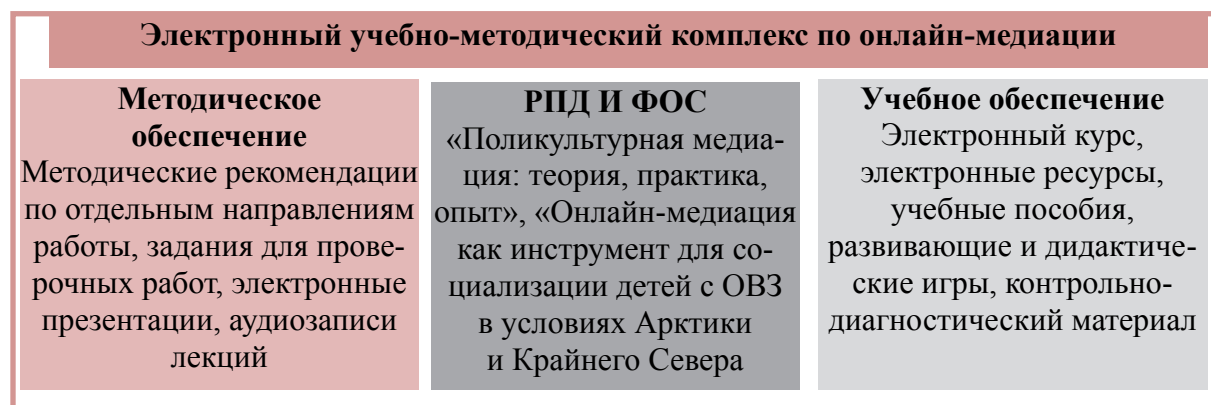 Электронный учебно-методический комплекс по онлайн-медиации
Методическое
обеспечение
Методические рекомендации
по отдельным направлениям
работы, задания для прове-
рочных работ, электронные
презентации, аудиозаписи
лекций
РПД И ФОС
«Поликультурная медиа-
ция: теория, практика,
опыт», «Онлайн-медиация
как инструмент для со-
циализации детей с ОВЗ
в условиях Арктики
и Крайнего Севера
Учебное обеспечение
Электронный курс,
электронные ресурсы,
учебные пособия,
развивающие и дидактиче-
ские игры, контрольно-
диагностический материал